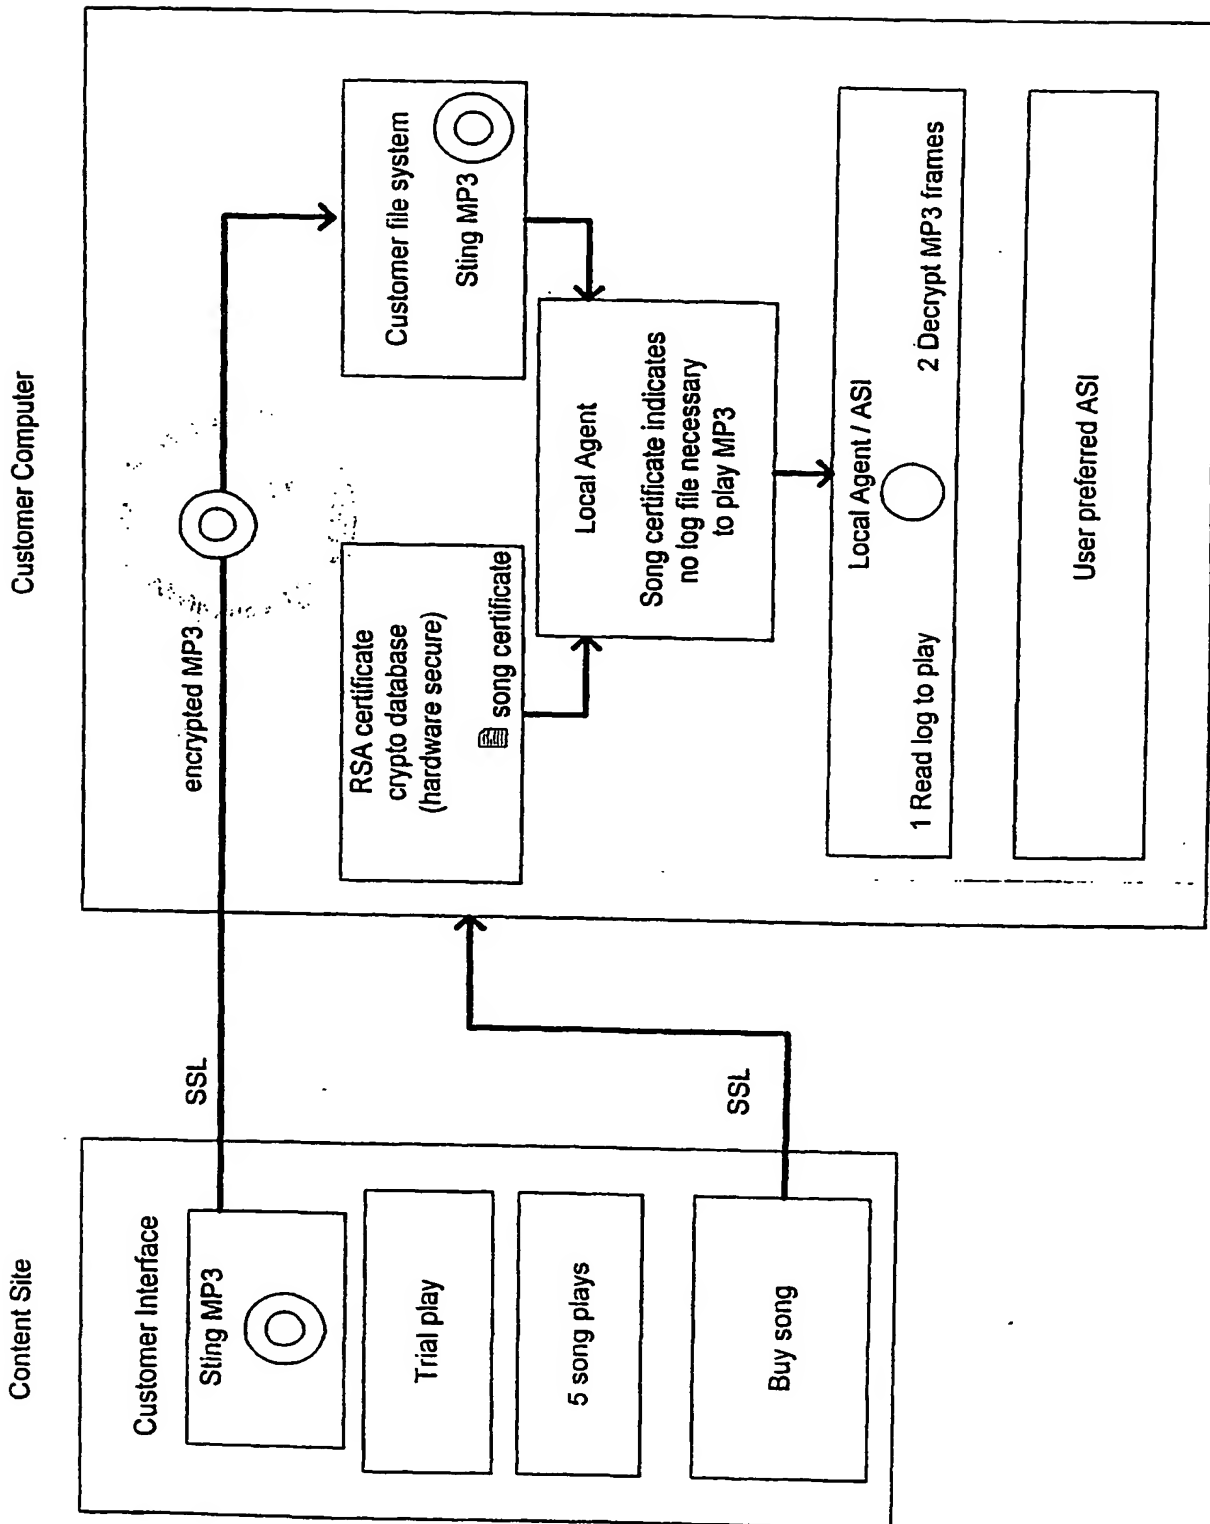 Content Site
Customer Computer
Customer Interface
Sting MP3
Trial play
5 song plays
Buy song
SSL
SSL
encrypted MP3
RSA certificate
crypto database
(hardware secure)
song certificate
Customer file system
Sting MP3
Local Agent
Song certificate indicates
no log file necessary
to play MP3
Local Agent / ASI
1 Read log to play
2 Decrypt MP3 frames
User preferred ASI